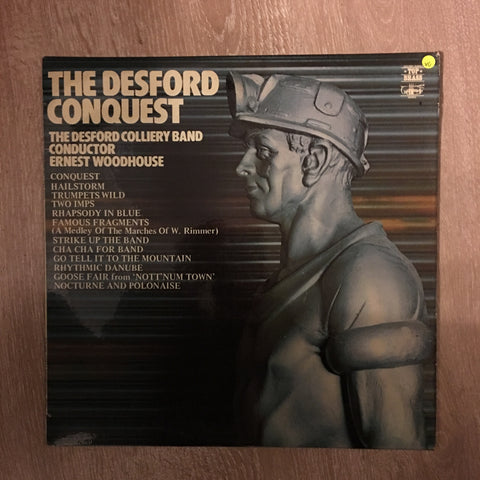 THE DESFORD
CONQUEST
THE DESFORD COLLIERY BAND
CONDUCTOR
ERNEST WOODHOUSE
CONQUEST
HAILSTORM
TRUMPETS WILD
TWO IMPS
RHAPSODY IN BLUE
FAMOUS FRAGMENTS
(A Medley Of The Marches Of W. Rimmer)
STRIKE UP THE BAND
CHA CHA FOR BAND
GO TELL IT TO THE MOUNTAIN
RHYTHMIC DANUBE
GOOSE FAIR from 'NOTT'NUM TOWN'
NOCTURNE AND POLONAISE
VG